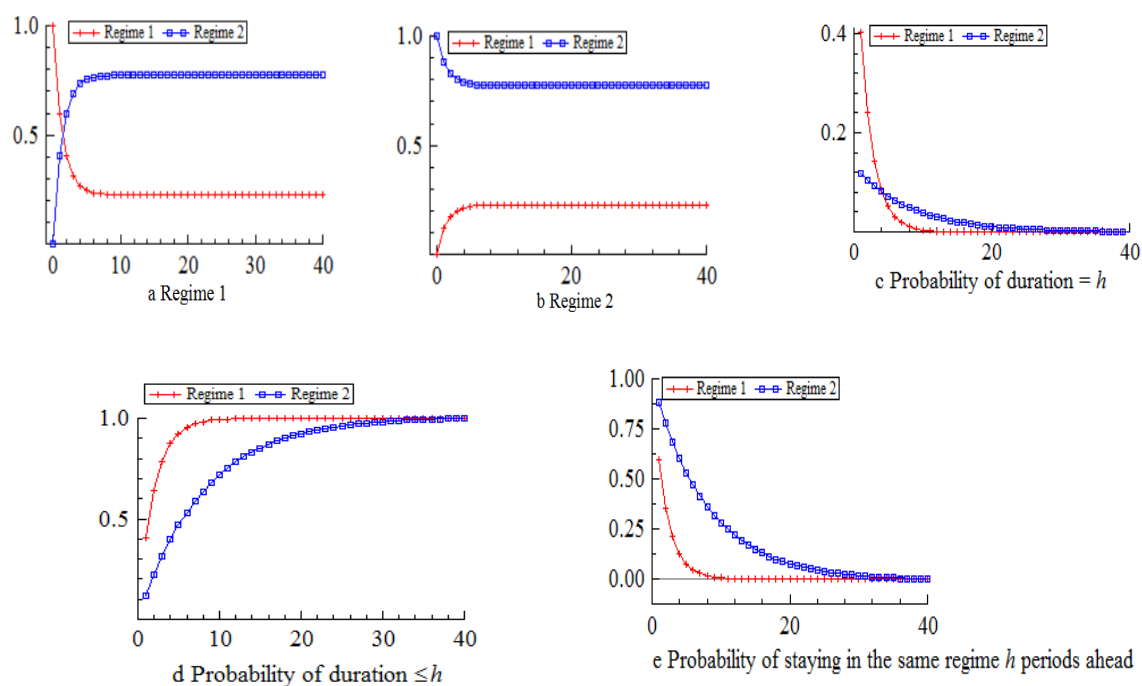 Regime 1 Regime 2
1.0
0.5
0 10 20 30 40
a Regime 1
Regime 1 Regime 2
1.0
0.5
0 20 40
b Regime 2
Regime 1 Regime 2
0.4
0.2
0 20 40
c Probability of duration = h
Regime 1 Regime 2
1.0
0.5
0 10 20 30 40
d Probability of duration ≤h
Regime 1 Regime 2
1.00
0.75
0.50
0.25
0.00
0 20 40
e Probability of staying in the same regime h periods ahead